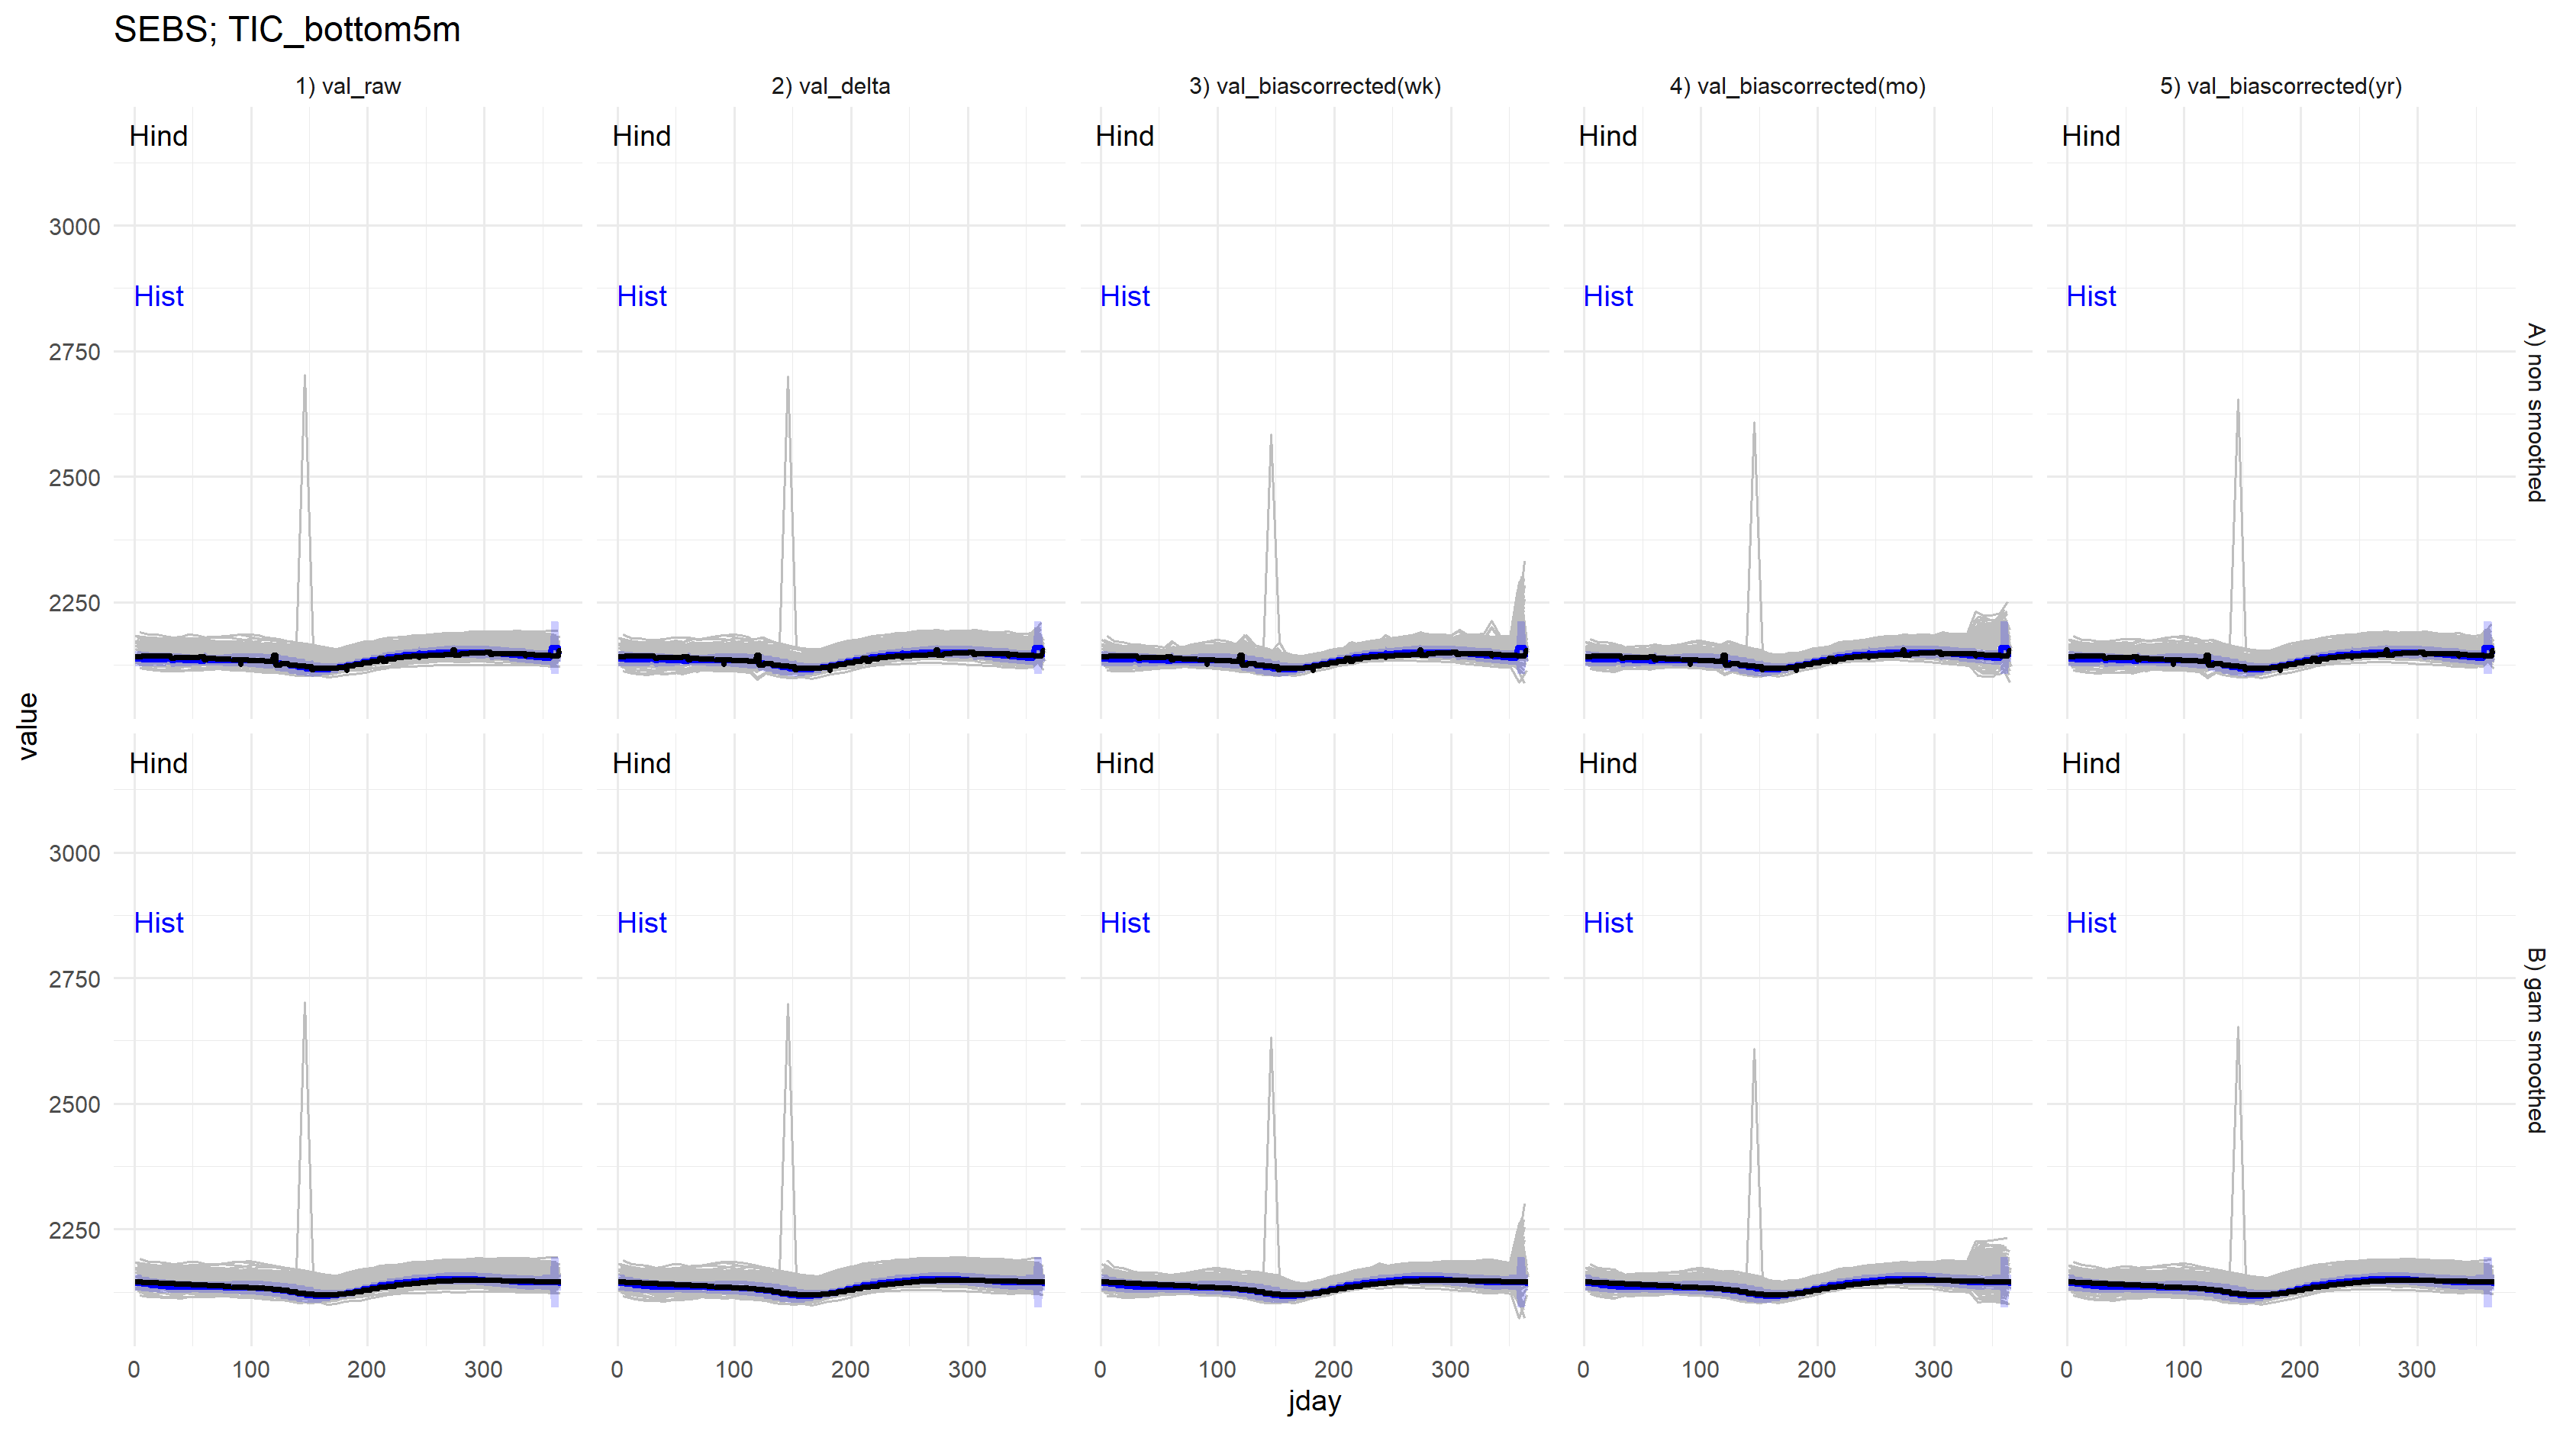 SEBS; TIC_bottom5m
1) val_raw
2) val_delta
3) val_biascorrected(wk)
4) val_biascorrected(mo)
5) val_biascorrected(yr)
Hind
Hind
Hind
Hind
Hind
3000
Hist
Hist
Hist
Hist
Hist
2750
2500
2250
A) non smoothed
value
Hind
Hind
Hind
Hind
Hind
3000
Hist
Hist
Hist
Hist
Hist
2750
2500
2250
B) gam smoothed
0 100 200 300
0 100 200 300
0 100 200 300
0 100 200 300
0 100 200 300
jday